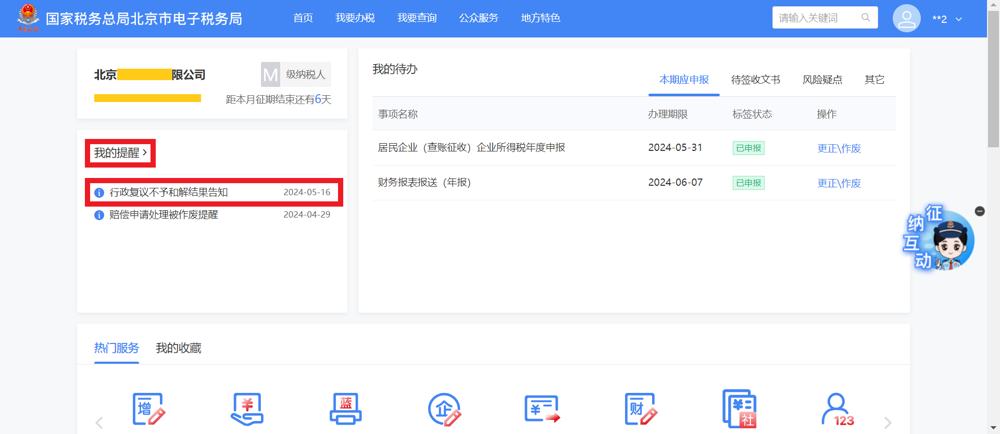 国家税务总局北京市电子税务局
首页 我要办税 我要查询 公众服务 地方特色
请输入关键词
**2
北京 限公司
M 级纳税人
距本月征期结束还有6天
我的提醒 >
行政复议不予和解结果告知 2024-05-16
赔偿申请处理被作废提醒 2024-04-29
我的待办
本期应申报 待签收文书 风险疑点 其它
事项名称 办理期限 标签状态 操作
居民企业（查账征收）企业所得税年度申报 2024-05-31 已申报 更正\作废
财务报表报送（年报） 2024-06-07 已申报 更正\作废
征纳互动
热门服务 我的收藏
增
¥
蓝
企
¥
财
¥
社
123